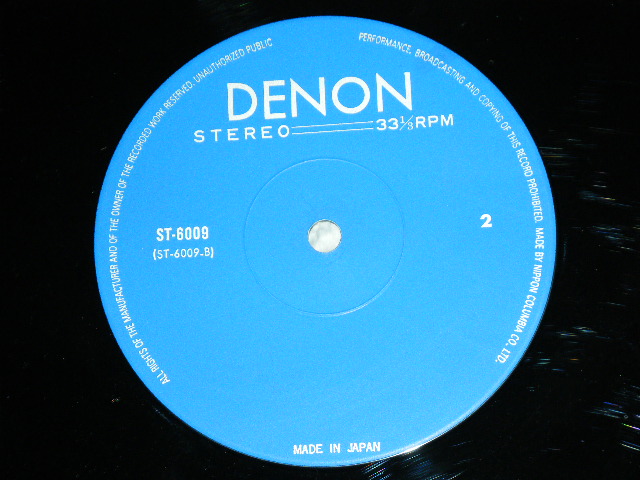 ALL RIGHTS OF THE MANUFACTURER AND OF THE OWNER OF THE RECORDED WORK RESERVED. UNAUTHORIZED PUBLIC PERFORMANCE, BROADCASTING AND COPYING OF THIS RECORD PROHIBITED. MADE BY NIPPON COLUMBIA CO., LTD.
DENON
STEREO 33⅓RPM
ST-6009 2
(ST-6009-B)
MADE IN JAPAN